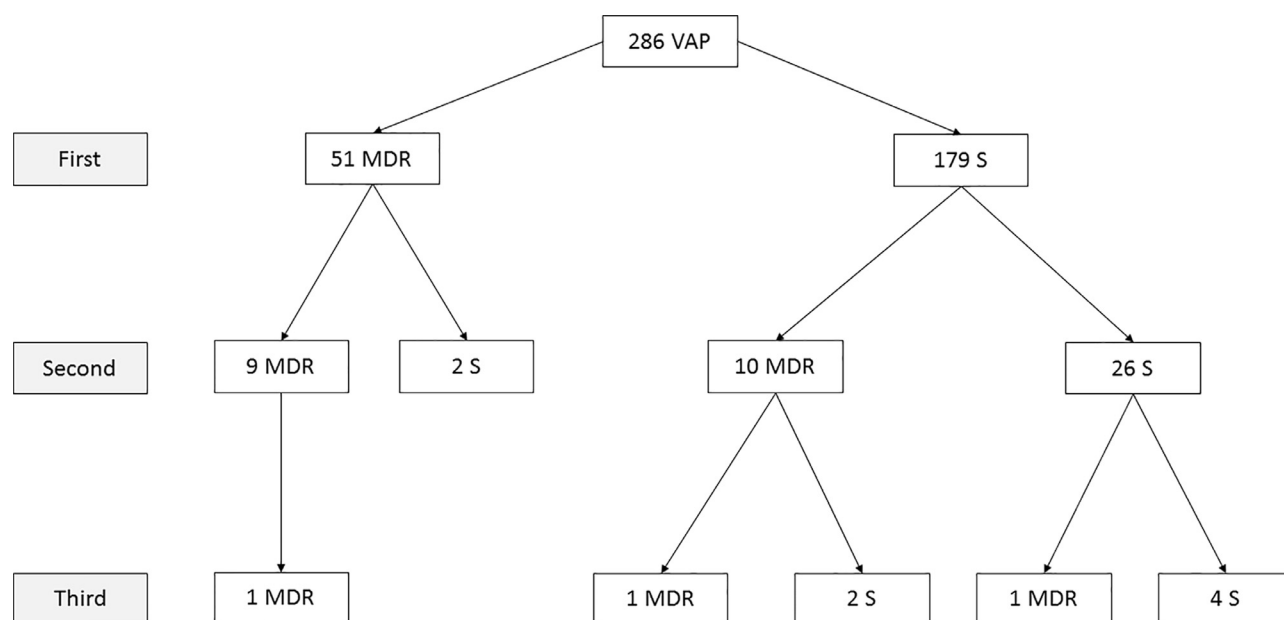 286 VAP
First
51 MDR
179 S
Second
9 MDR
2 S
10 MDR
26 S
Third
1 MDR
1 MDR
2 S
1 MDR
4 S